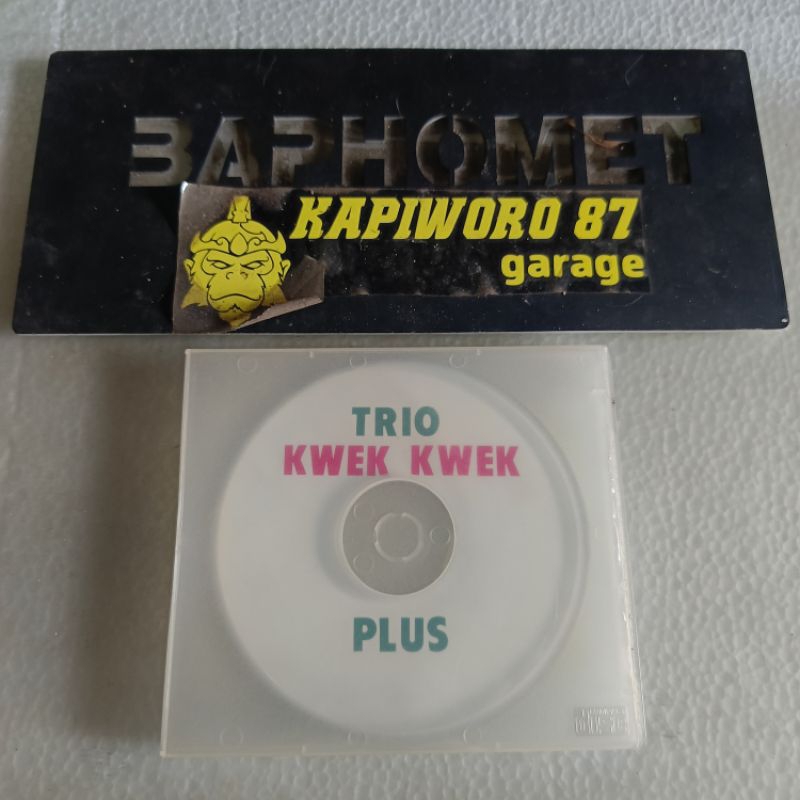 BAPHOMET
KAPIWORO 87
garage
TRIO
KWEK KWEK
PLUS